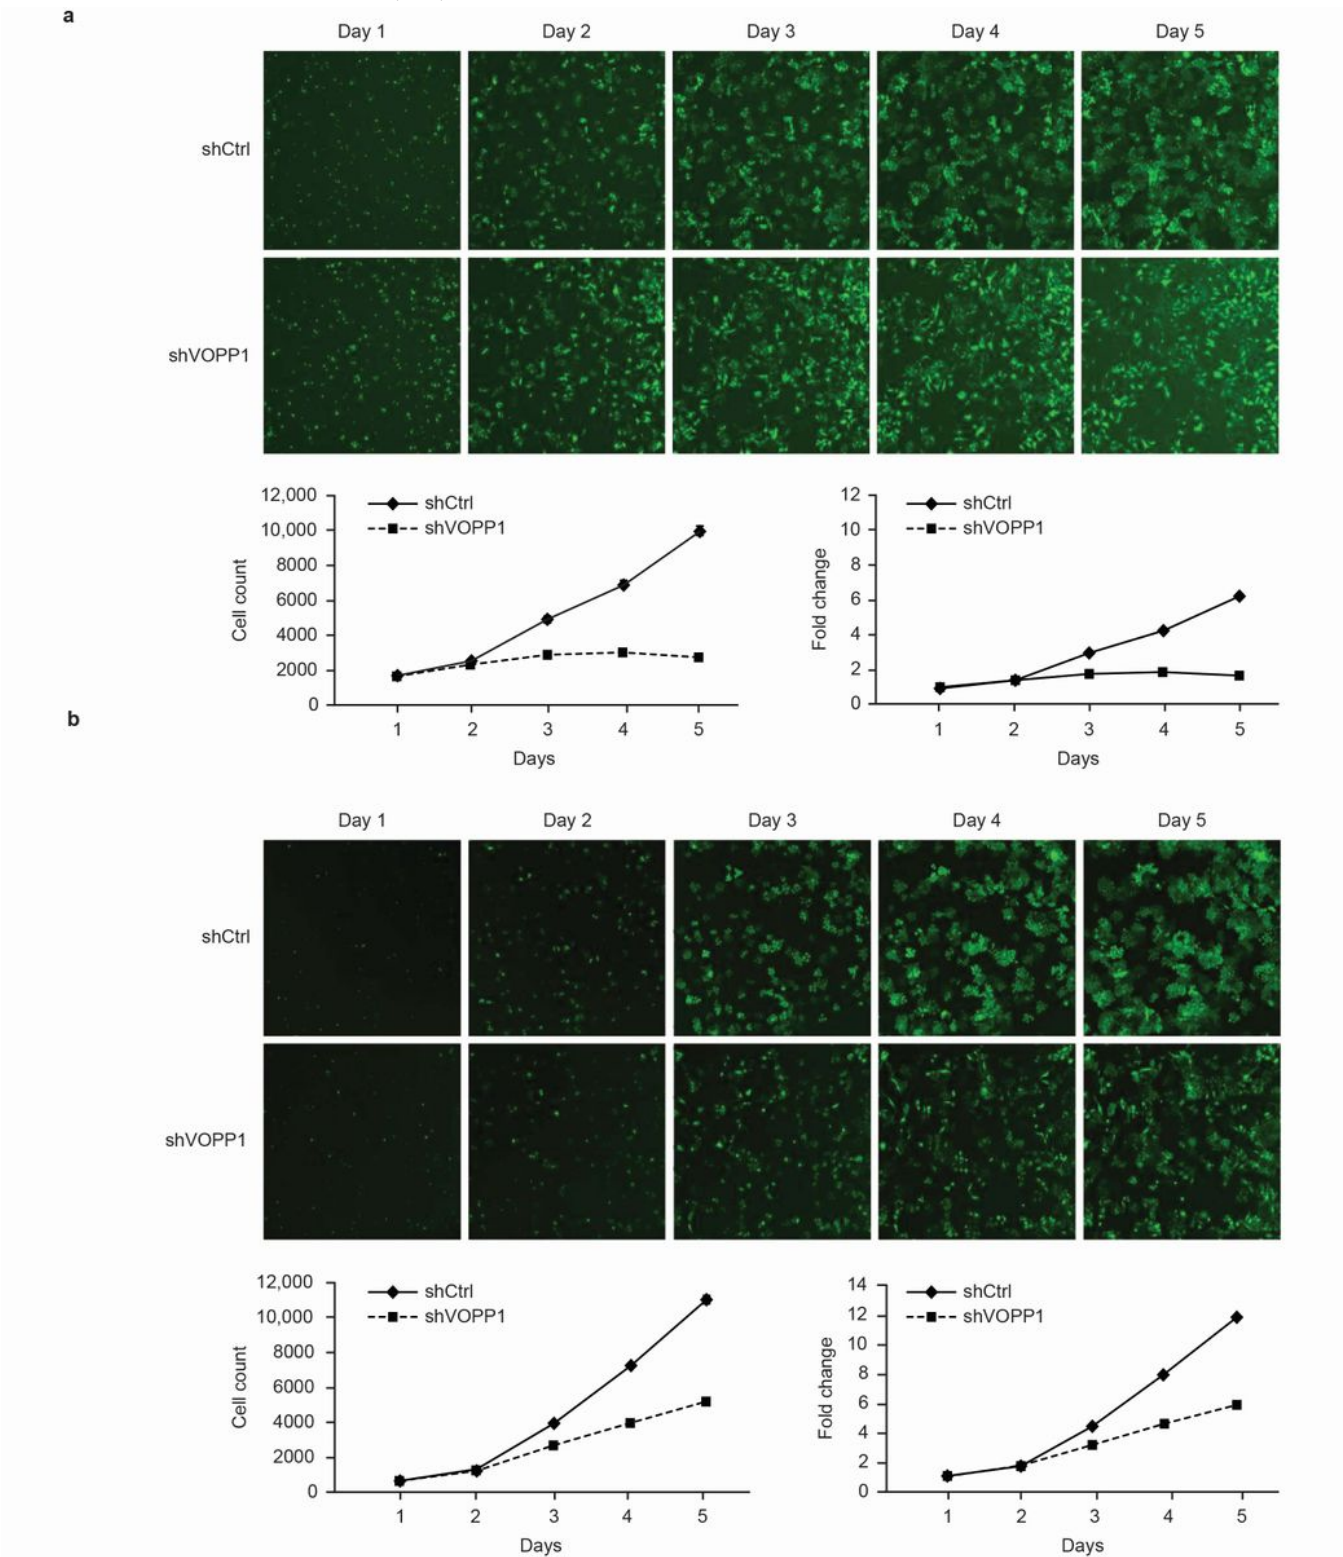 a
Day 1 Day 2 Day 3 Day 4 Day 5
shCtrl
shVOPP1
12,000
10,000
8000
6000
4000
2000
0
Cell count
shCtrl
shVOPP1
1 2 3 4 5
Days
12
10
8
6
4
2
0
Fold change
shCtrl
shVOPP1
1 2 3 4 5
Days
b
Day 1 Day 2 Day 3 Day 4 Day 5
shCtrl
shVOPP1
12,000
10,000
8000
6000
4000
2000
0
Cell count
shCtrl
shVOPP1
1 2 3 4 5
Days
14
12
10
8
6
4
2
0
Fold change
shCtrl
shVOPP1
1 2 3 4 5
Days